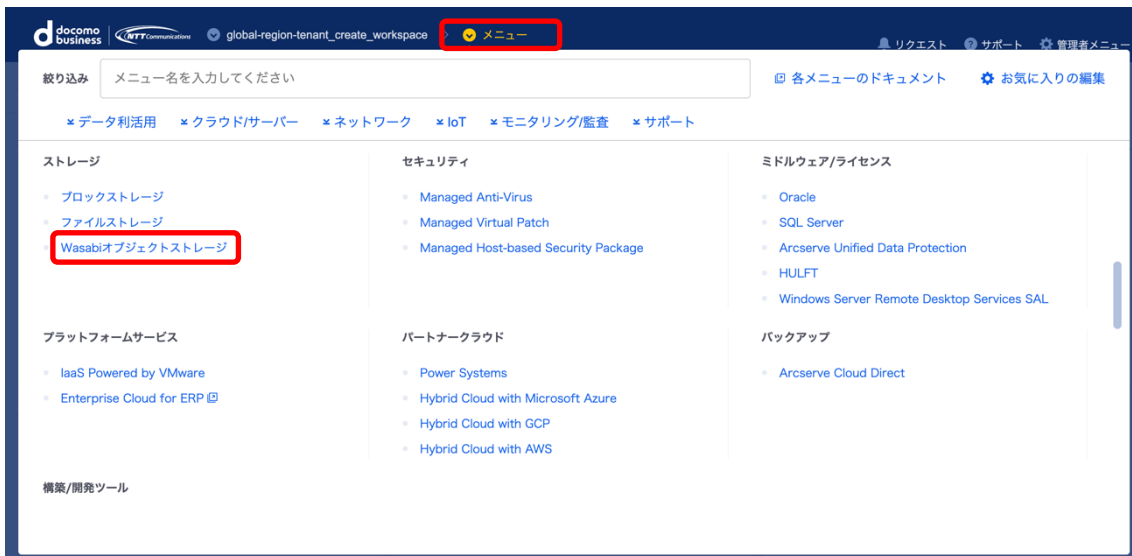 docomo business NTT Communications global-region-tenant_create_workspace メニュー リクエスト サポート 管理者メニュー
絞り込み メニュー名を入力してください 各メニューのドキュメント お気に入りの編集
データ利活用 クラウド/サーバー ネットワーク IoT モニタリング/監査 サポート
ストレージ
ブロックストレージ
ファイルストレージ
Wasabiオブジェクトストレージ
セキュリティ
Managed Anti-Virus
Managed Virtual Patch
Managed Host-based Security Package
ミドルウェア/ライセンス
Oracle
SQL Server
Arcserve Unified Data Protection
HULFT
Windows Server Remote Desktop Services SAL
プラットフォームサービス
IaaS Powered by VMware
Enterprise Cloud for ERP
パートナークラウド
Power Systems
Hybrid Cloud with Microsoft Azure
Hybrid Cloud with GCP
Hybrid Cloud with AWS
バックアップ
Arcserve Cloud Direct
構築/開発ツール